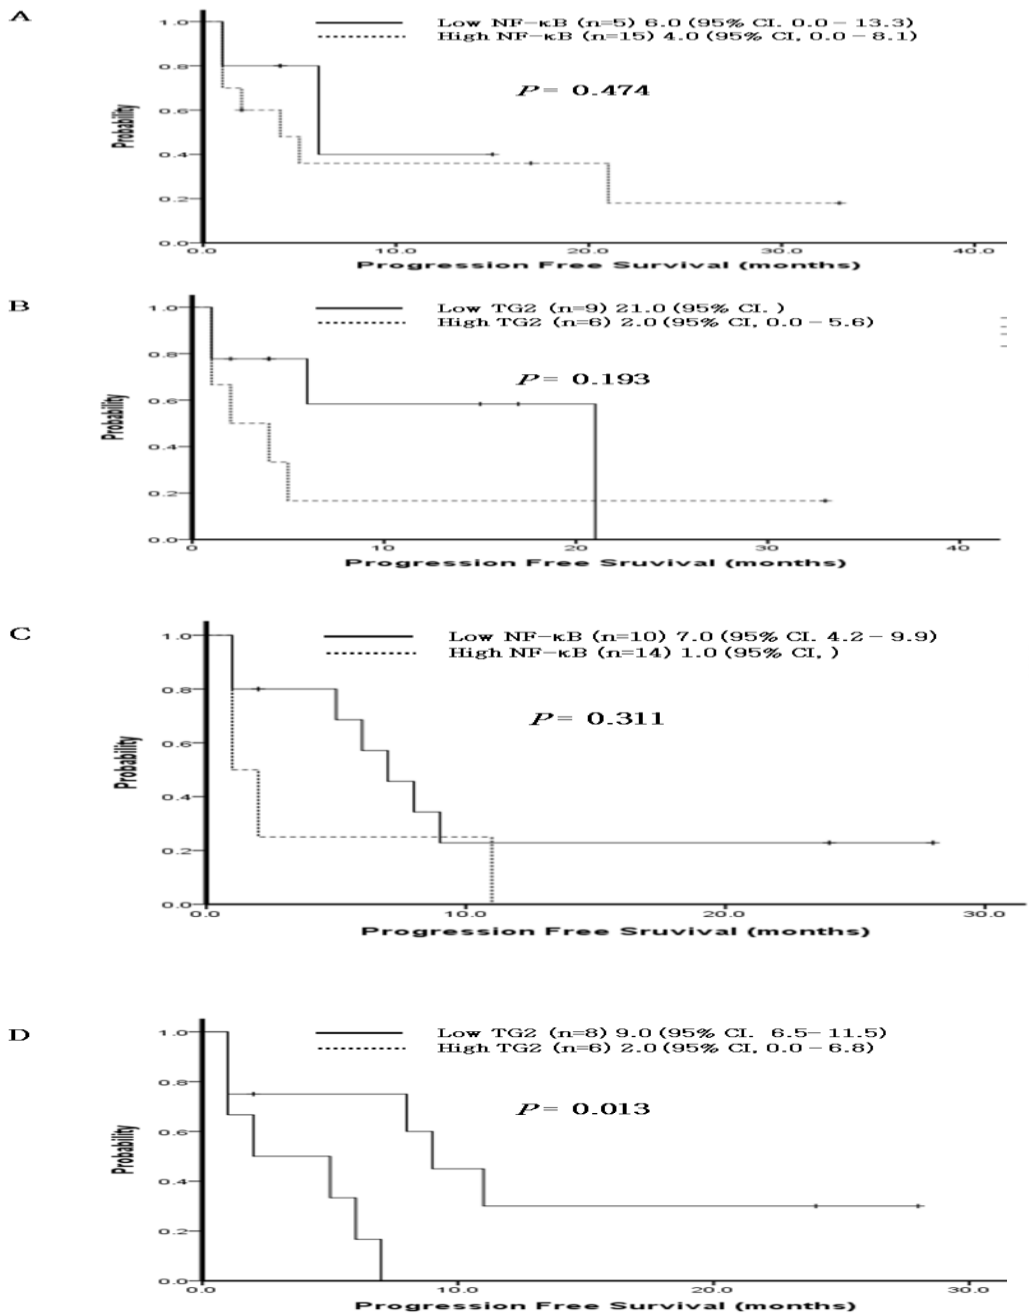 A
Low NF-κB (n=5) 6.0 (95% CI. 0.0 - 13.3)
High NF-κB (n=15) 4.0 (95% CI, 0.0 - 8.1)
P = 0.474
Probability
1.0
0.8
0.6
0.4
0.2
0.0
0.0 10.0 20.0 30.0 40.0
Progression Free Survival (months)
B
Low TG2 (n=9) 21.0 (95% CI. )
High TG2 (n=6) 2.0 (95% CI, 0.0 - 5.6)
P = 0.193
Probability
1.0
0.8
0.6
0.4
0.2
0.0
0 10 20 30 40
Progression Free Sruvival (months)
C
Low NF-κB (n=10) 7.0 (95% CI. 4.2 - 9.9)
High NF-κB (n=14) 1.0 (95% CI, )
P = 0.311
Probability
1.0
0.8
0.6
0.4
0.2
0.0
0.0 10.0 20.0 30.0
Progression Free Sruvival (months)
D
Low TG2 (n=8) 9.0 (95% CI. 6.5- 11.5)
High TG2 (n=6) 2.0 (95% CI, 0.0 - 6.8)
P = 0.013
Probability
1.0
0.8
0.6
0.4
0.2
0.0
0.0 10.0 20.0 30.0
Progression Free Survival (months)